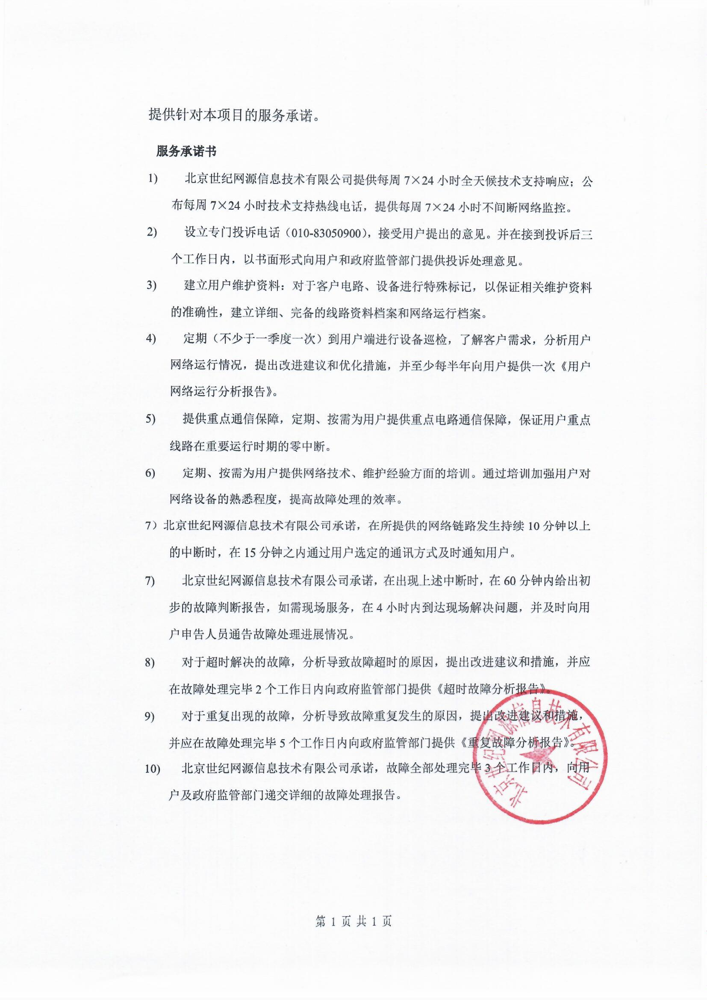 提供针对本项目的服务承诺。
服务承诺书
1) 北京世纪网源信息技术有限公司提供每周 7×24 小时全天候技术支持响应；公
布每周 7×24 小时技术支持热线电话，提供每周 7×24 小时不间断网络监控。
2) 设立专门投诉电话（010-83050900），接受用户提出的意见。并在接到投诉后三
个工作日内，以书面形式向用户和政府监管部门提供投诉处理意见。
3) 建立用户维护资料：对于客户电路、设备进行特殊标记，以保证相关维护资料
的准确性，建立详细、完备的线路资料档案和网络运行档案。
4) 定期（不少于一季度一次）到用户端进行设备巡检，了解客户需求，分析用户
网络运行情况，提出改进建议和优化措施，并至少每半年向用户提供一次《用户
网络运行分析报告》。
5) 提供重点通信保障，定期、按需为用户提供重点电路通信保障，保证用户重点
线路在重要运行时期的零中断。
6) 定期、按需为用户提供网络技术、维护经验方面的培训。通过培训加强用户对
网络设备的熟悉程度，提高故障处理的效率。
7）北京世纪网源信息技术有限公司承诺，在所提供的网络链路发生持续 10 分钟以上
的中断时，在 15 分钟之内通过用户选定的通讯方式及时通知用户。
7) 北京世纪网源信息技术有限公司承诺，在出现上述中断时，在 60 分钟内给出初
步的故障判断报告，如需现场服务，在 4 小时内到达现场解决问题，并及时向用
户申告人员通告故障处理进展情况。
8) 对于超时解决的故障，分析导致故障超时的原因，提出改进建议和措施，并应
在故障处理完毕 2 个工作日内向政府监管部门提供《超时故障分析报告》。
9) 对于重复出现的故障，分析导致故障重复发生的原因，提出改进建议和措施，
并应在故障处理完毕 5 个工作日内向政府监管部门提供《重复故障分析报告》。
10) 北京世纪网源信息技术有限公司承诺，故障全部处理完毕 3 个工作日内，向用
户及政府监管部门递交详细的故障处理报告。
北京世纪网源信息技术有限公司
第 1 页 共 1 页